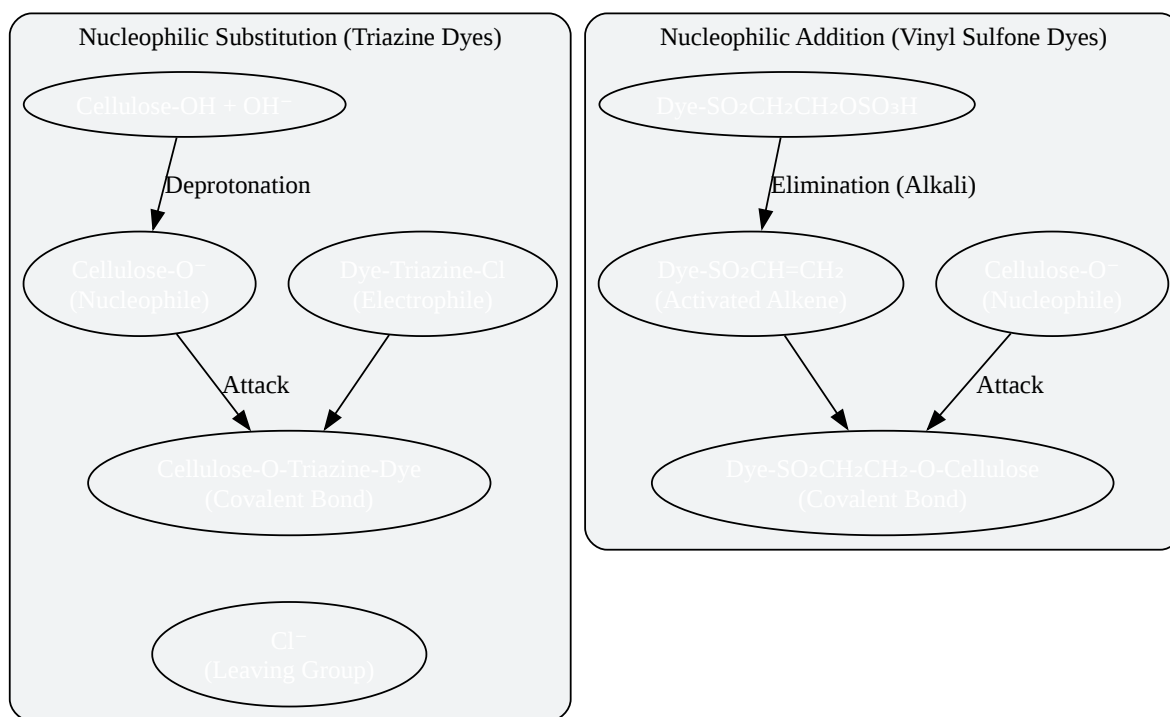 Nucleophilic Substitution (Triazine Dyes)
Cellulose-OH + OH⁻
Deprotonation
Cellulose-O⁻
(Nucleophile)
Dye-Triazine-Cl
(Electrophile)
Attack
Cellulose-O-Triazine-Dye
(Covalent Bond)
Cl⁻
(Leaving Group)
Nucleophilic Addition (Vinyl Sulfone Dyes)
Dye-SO₂CH₂CH₂OSO₃H
Elimination (Alkali)
Dye-SO₂CH=CH₂
(Activated Alkene)
Cellulose-O⁻
(Nucleophile)
Attack
Dye-SO₂CH₂CH₂-O-Cellulose
(Covalent Bond)